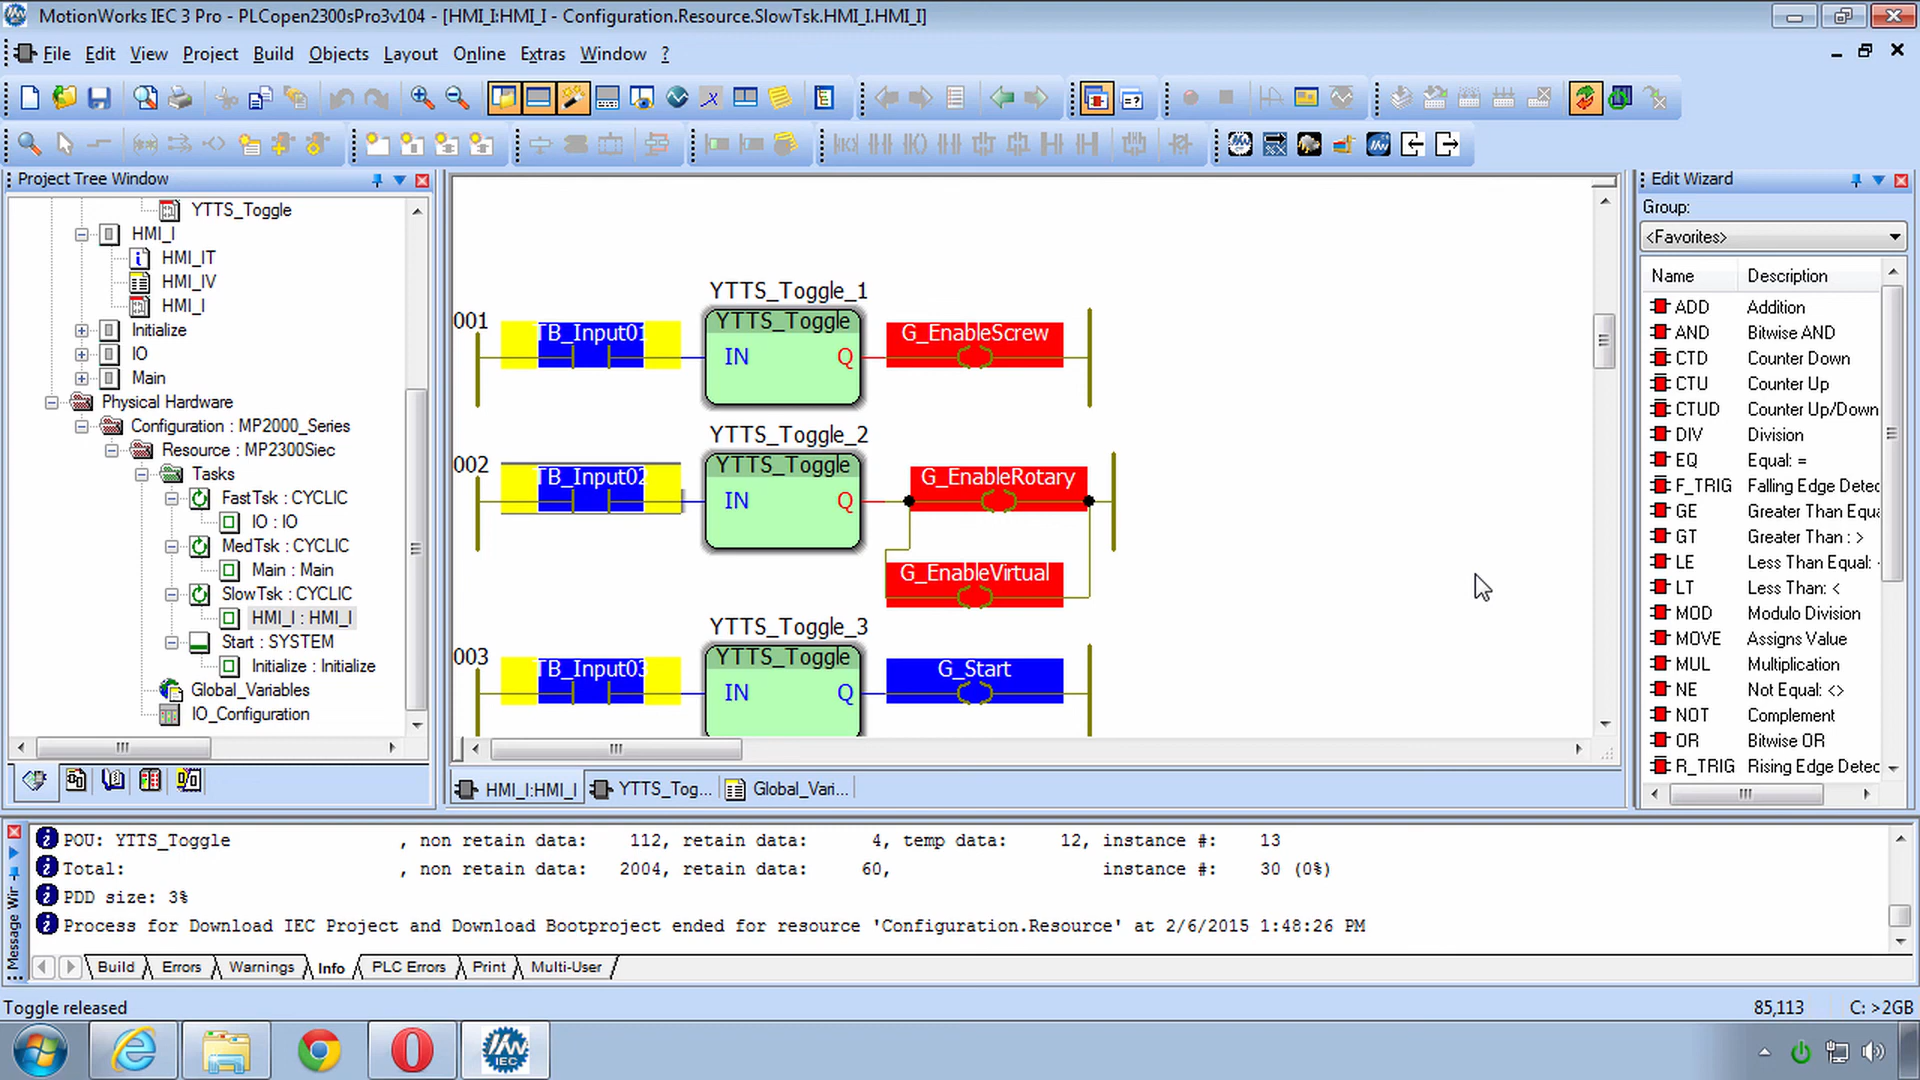 MotionWorks IEC 3 Pro - PLCopen2300sPro3v104 - [HMI_I:HMI_I - Configuration.Resource.SlowTsk.HMI_I.HMI_I]
File Edit View Project Build Objects Layout Online Extras Window ?
Project Tree Window
YTTS_Toggle
HMI_I
HMI_IT
HMI_IV
HMI_I
Initialize
IO
Main
Physical Hardware
Configuration : MP2000_Series
Resource : MP2300Siec
Tasks
FastTsk : CYCLIC
IO : IO
MedTsk : CYCLIC
Main : Main
SlowTsk : CYCLIC
HMI_I : HMI_I
Start : SYSTEM
Initialize : Initialize
Global_Variables
IO_Configuration
YTTS_Toggle_1
001 TB_Input01 YTTS_Toggle G_EnableScrew
IN Q
YTTS_Toggle_2
002 TB_Input02 YTTS_Toggle G_EnableRotary
IN Q
G_EnableVirtual
YTTS_Toggle_3
003 TB_Input03 YTTS_Toggle G_Start
IN Q
HMI_I:HMI_I YTTS_Tog... Global_Vari...
Edit Wizard
Group:
<Favorites>
Name Description
ADD Addition
AND Bitwise AND
CTD Counter Down
CTU Counter Up
CTUD Counter Up/Down
DIV Division
EQ Equal: =
F_TRIG Falling Edge Detec
GE Greater Than Equa
GT Greater Than : >
LE Less Than Equal:
LT Less Than: <
MOD Modulo Division
MOVE Assigns Value
MUL Multiplication
NE Not Equal: <>
NOT Complement
OR Bitwise OR
R_TRIG Rising Edge Detec
Message Win
POU: YTTS_Toggle , non retain data: 112, retain data: 4, temp data: 12, instance #: 13
Total: , non retain data: 2004, retain data: 60, instance #: 30 (0%)
PDD size: 3%
Process for Download IEC Project and Download Bootproject ended for resource 'Configuration.Resource' at 2/6/2015 1:48:26 PM
Build Errors Warnings Info PLC Errors Print Multi-User
Toggle released 85,113 C: >2GB
IEC